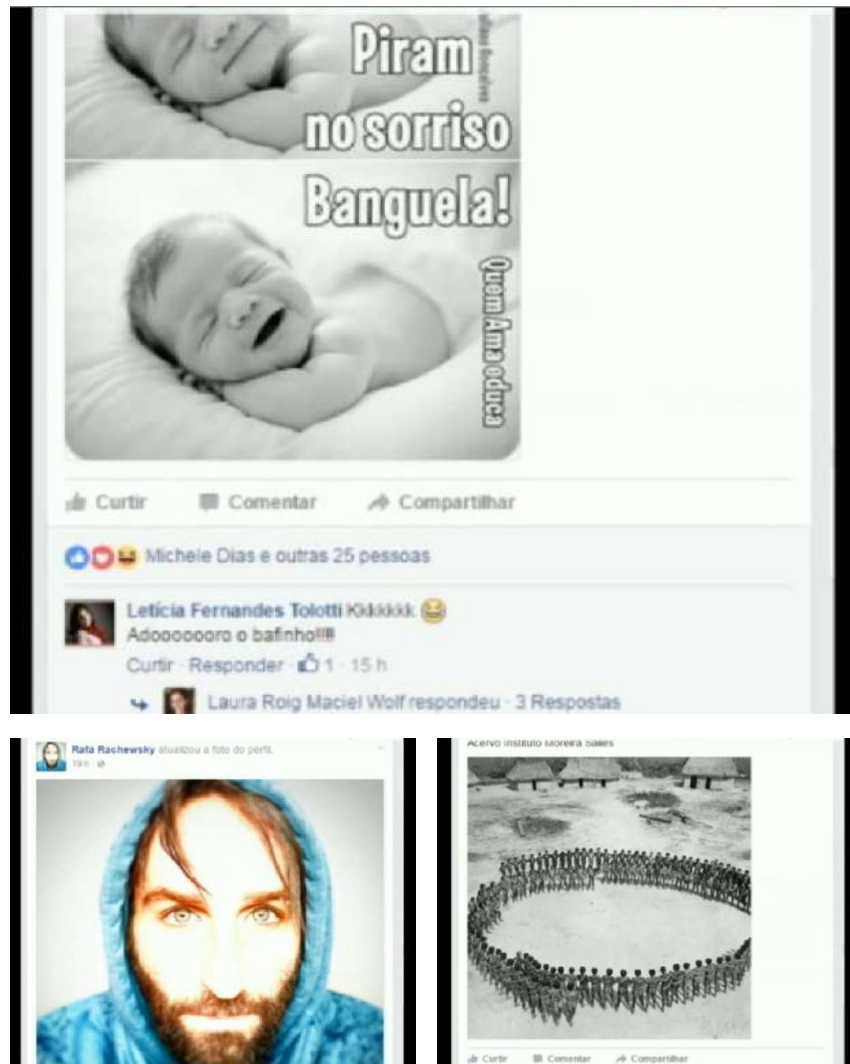 Piram
no sorriso
Banguela!
Quem Ama educa
Curtir Comentar Compartilhar
Michele Dias e outras 25 pessoas
Letícia Fernandes Tolotti Kkkkkkk
Adooooooro o bafinho!!!!!
Curtir · Responder · 1 · 15 h
Laura Roig Maciel Wolf respondeu · 3 Respostas
Rafa Rachewsky atualizou a foto do perfil.
19 h
Acervo Instituto Moreira Salles
Curtir Comentar Compartilhar